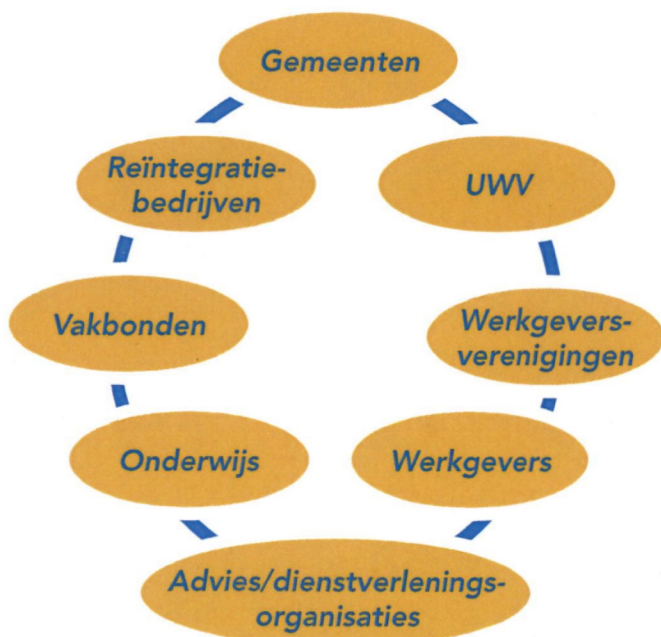 Gemeenten
Reïntegratie-
bedrijven
UWV
Vakbonden
Werkgevers-
verenigingen
Onderwijs
Werkgevers
Advies/dienstverlenings-
organisaties